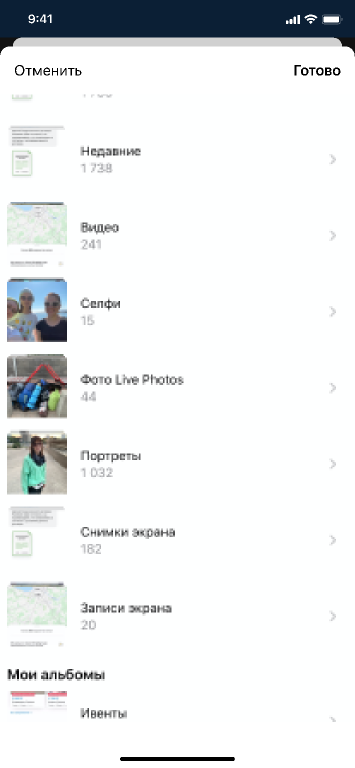 9:41
Отменить
Готово
Недавние
1 738
Видео
241
Селфи
15
Фото Live Photos
44
Портреты
1 032
Снимки экрана
182
Записи экрана
20
Мои альбомы
Ивенты